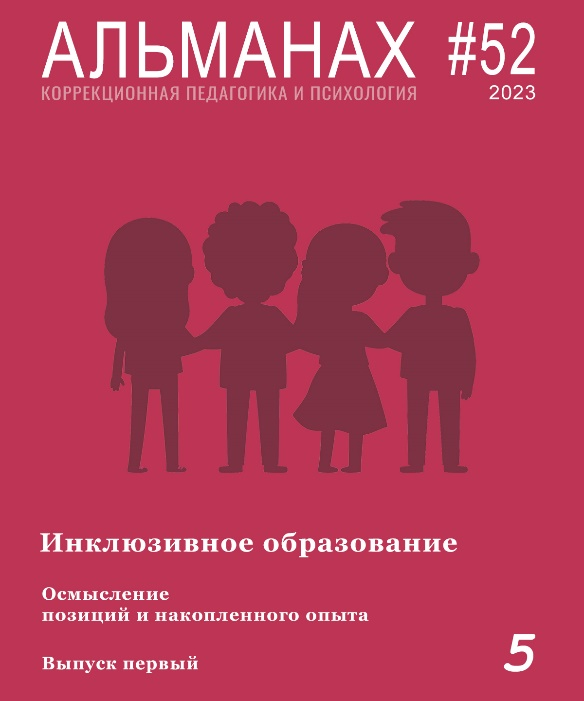 АЛЬМАНАХ #52
КОРРЕКЦИОННАЯ ПЕДАГОГИКА И ПСИХОЛОГИЯ 2023
Инклюзивное образование
Осмысление
позиций и накопленного опыта
Выпуск первый
5